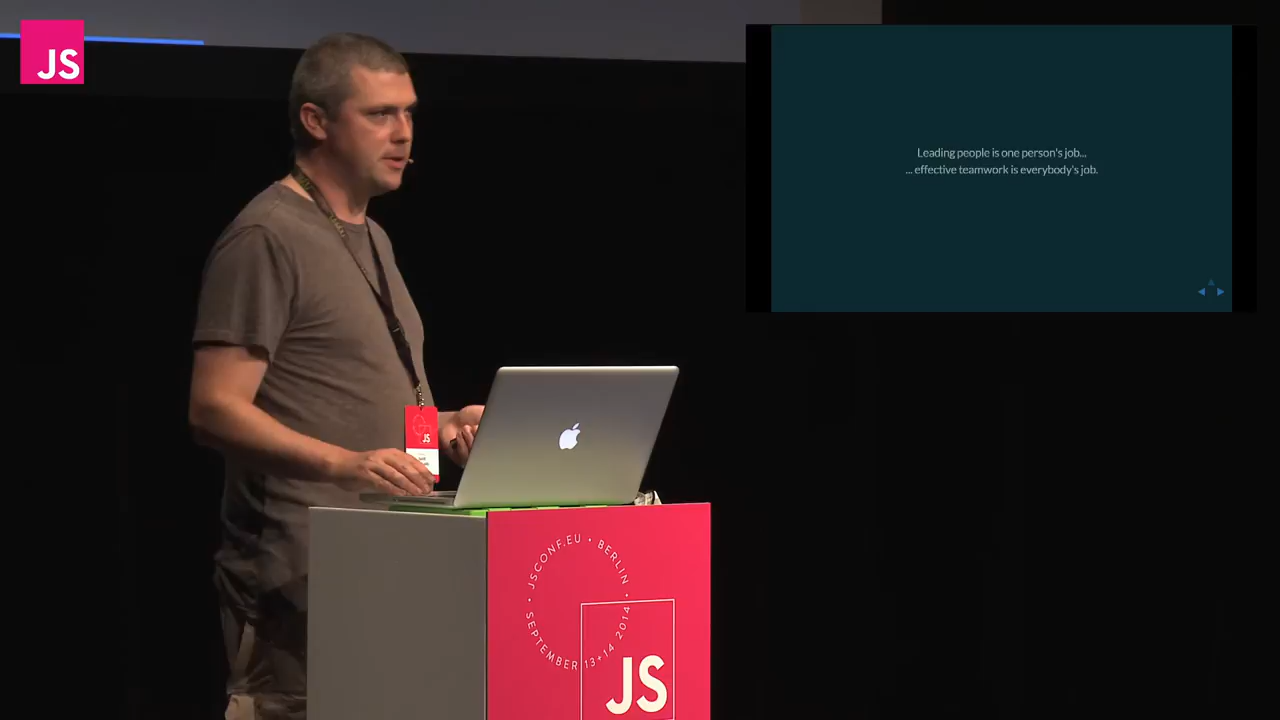 JS
Leading people is one person's job...
... effective teamwork is everybody's job.
JS
JSCONF.EU • BERLIN •
SEPTEMBER 13+14 2014 •
JS